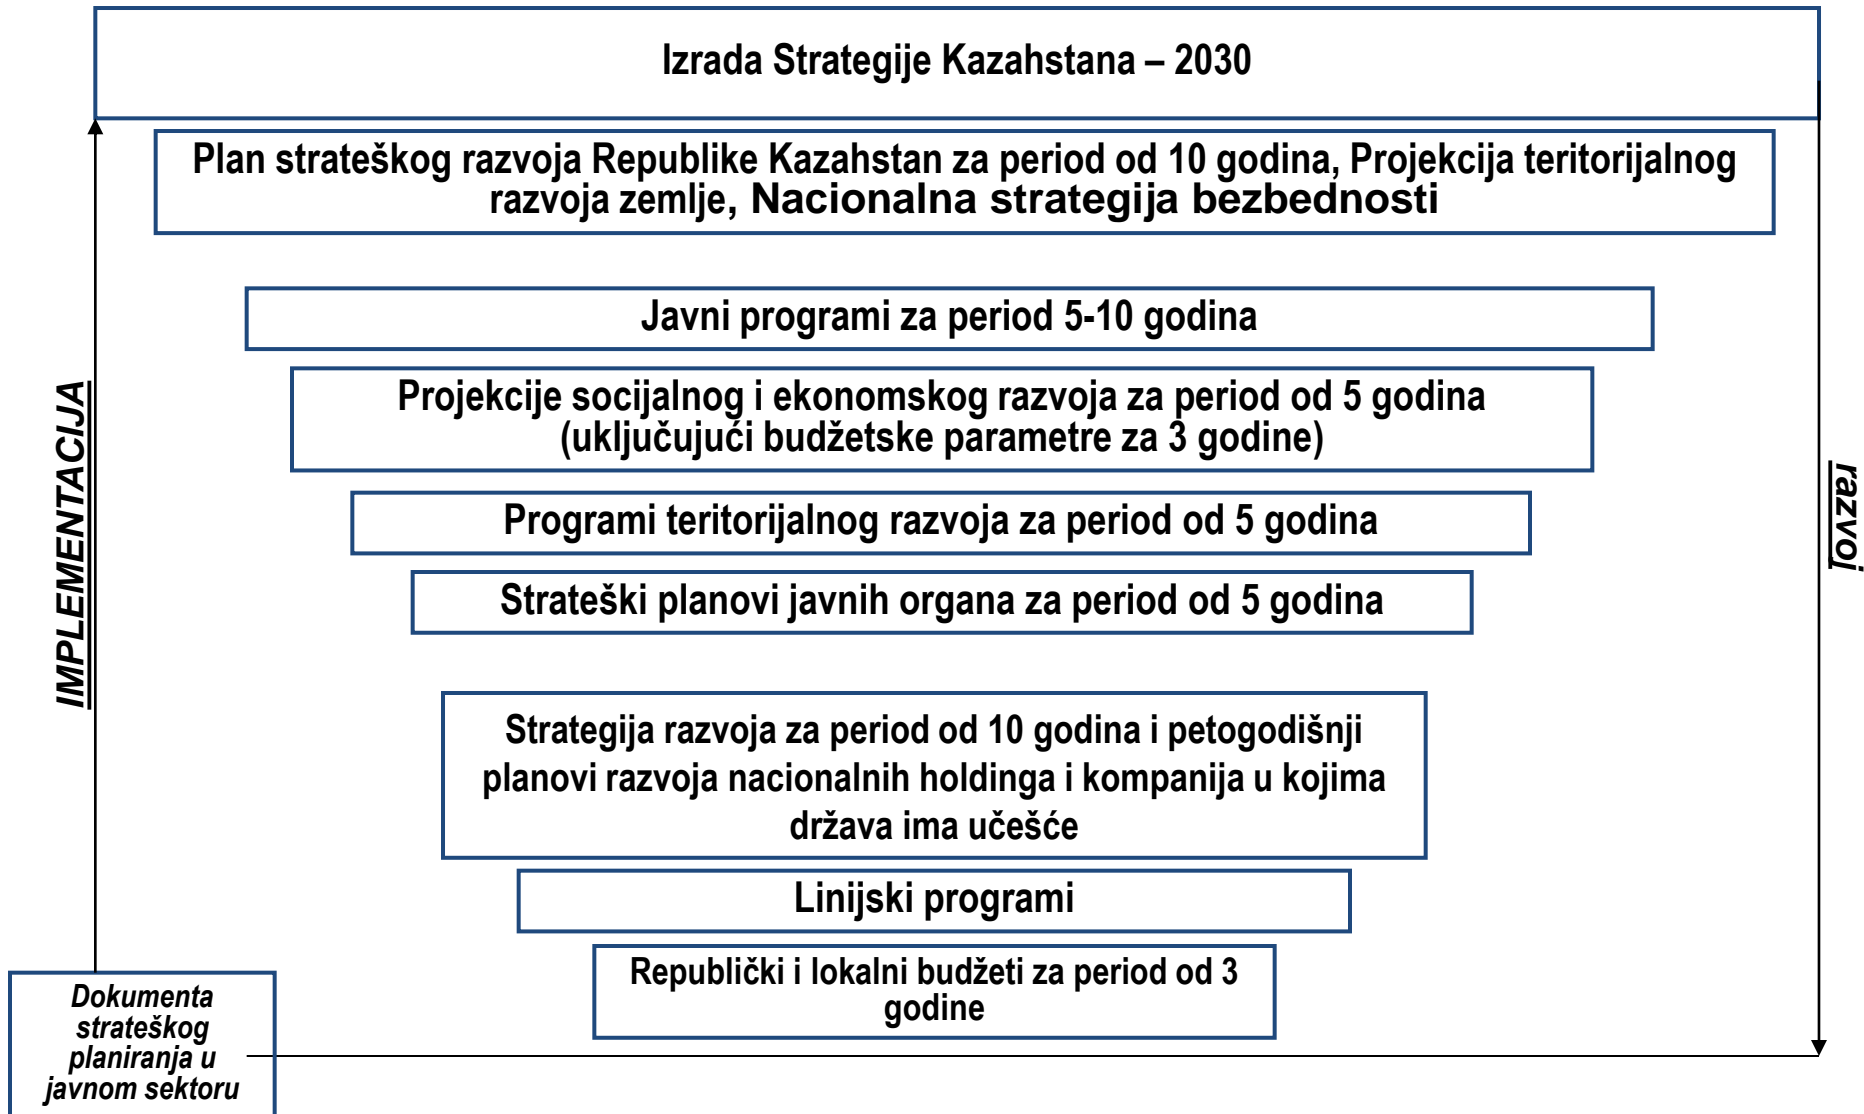 Izrada Strategije Kazahstana – 2030
Plan strateškog razvoja Republike Kazahstan za period od 10 godina, Projekcija teritorijalnog
razvoja zemlje, Nacionalna strategija bezbednosti
Javni programi za period 5-10 godina
Projekcije socijalnog i ekonomskog razvoja za period od 5 godina
(uključujući budžetske parametre za 3 godine)
Programi teritorijalnog razvoja za period od 5 godina
Strateški planovi javnih organa za period od 5 godina
Strategija razvoja za period od 10 godina i petogodišnji
planovi razvoja nacionalnih holdinga i kompanija u kojima
država ima učešće
Linijski programi
Republički i lokalni budžeti za period od 3
godine
IMPLEMENTACIJA
razvoj
Dokumenta
strateškog
planiranja u
javnom sektoru